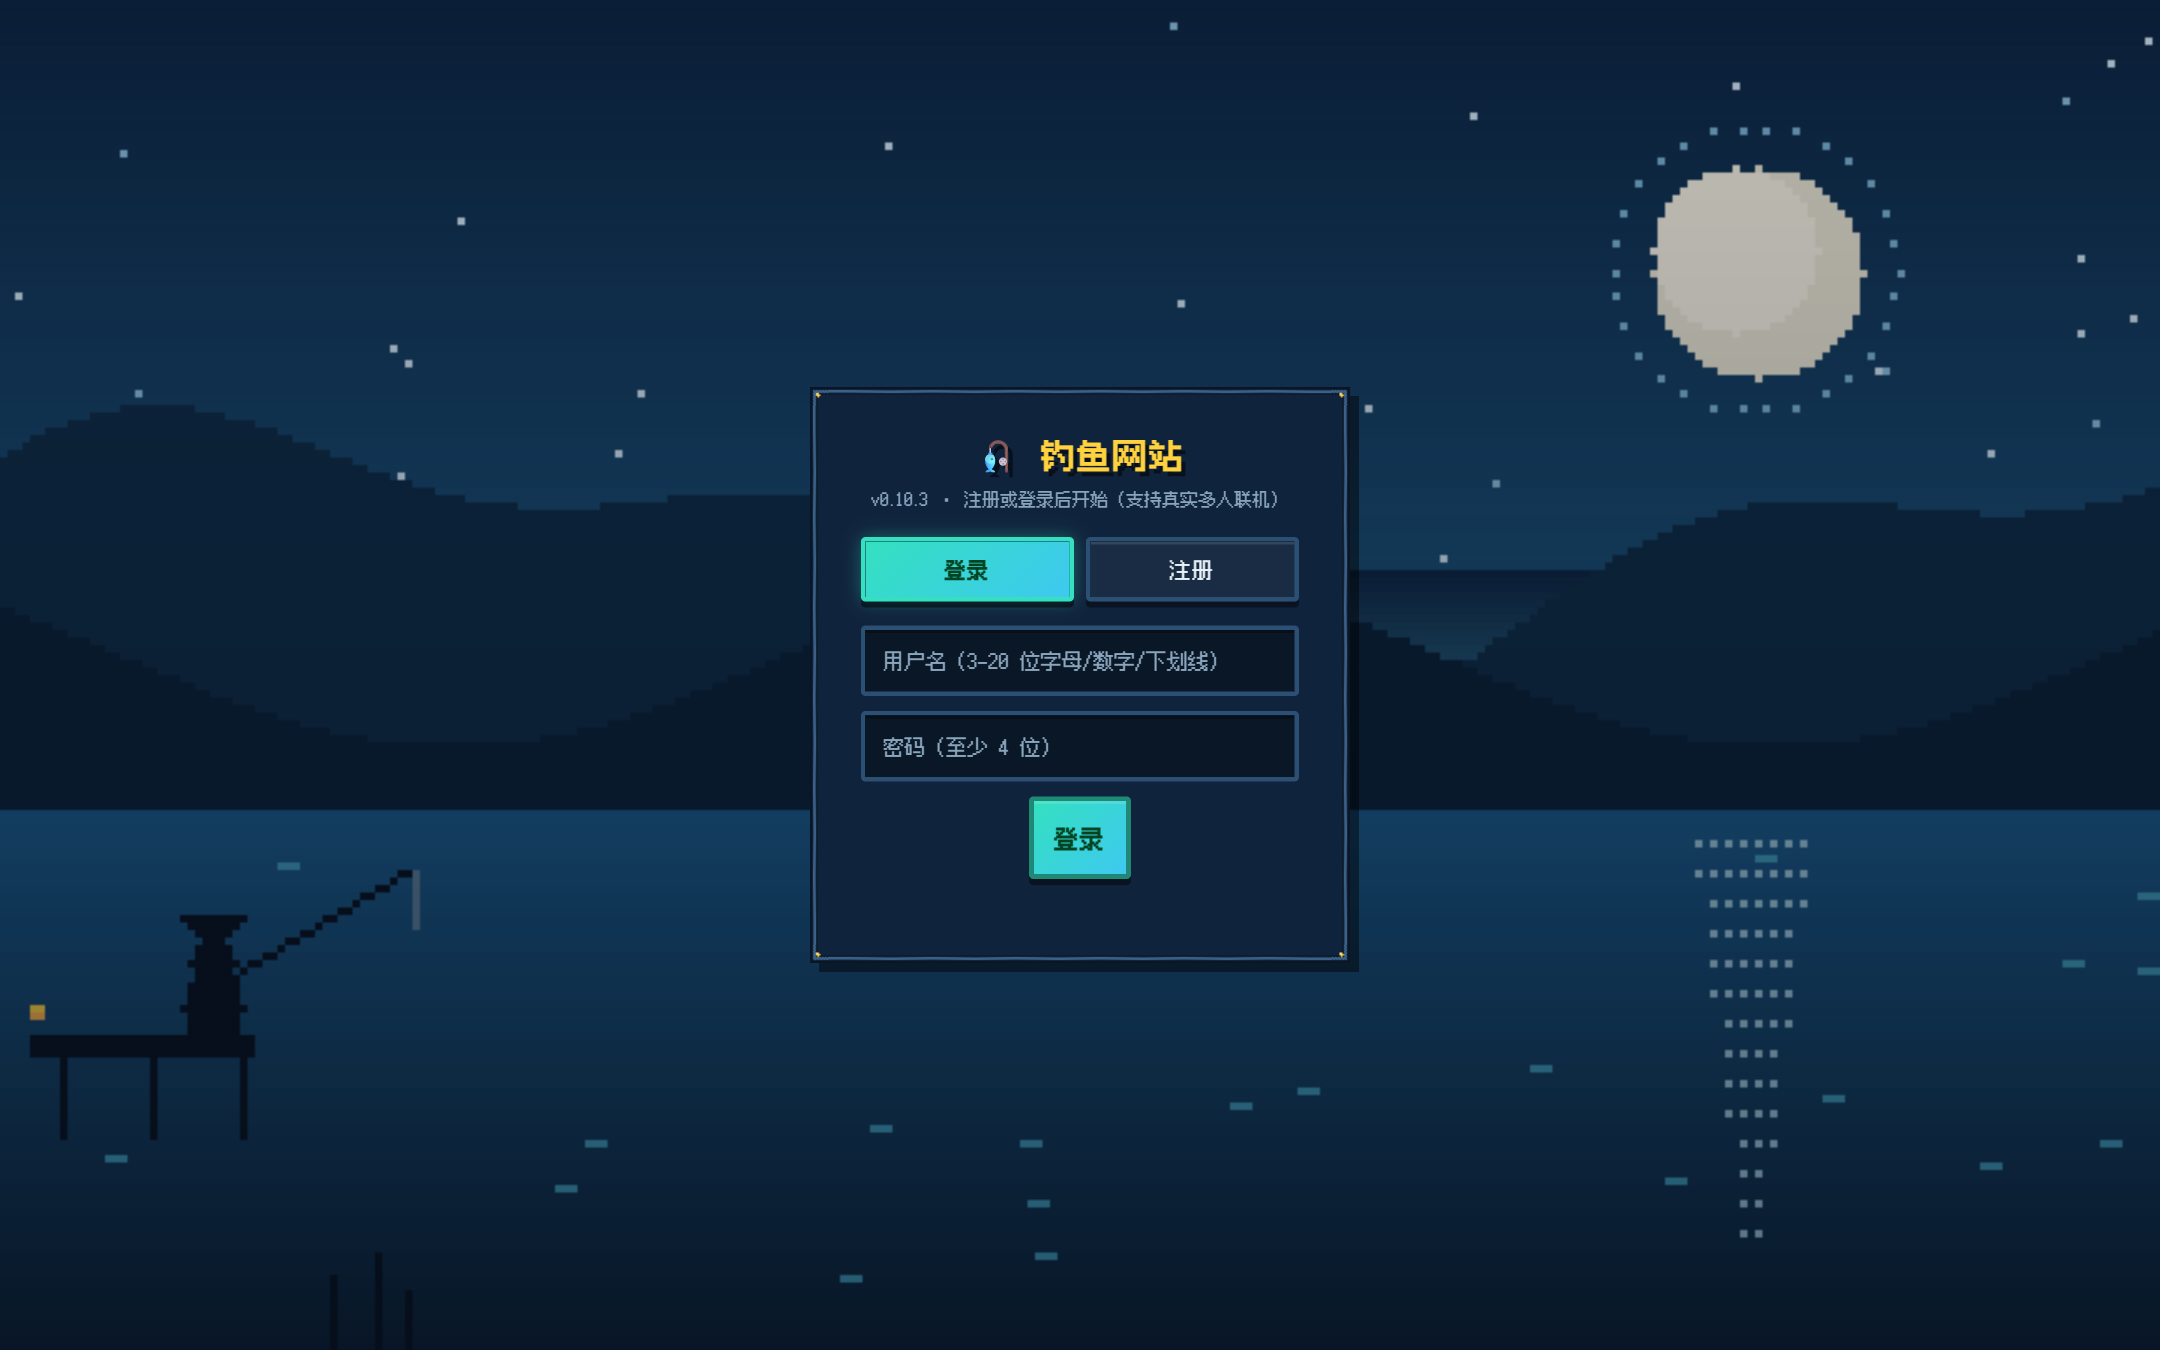 钓鱼网站
v0.10.3 · 注册或登录后开始（支持真实多人联机）
登录 注册
用户名（3-20 位字母/数字/下划线）
密码（至少 4 位）
登录